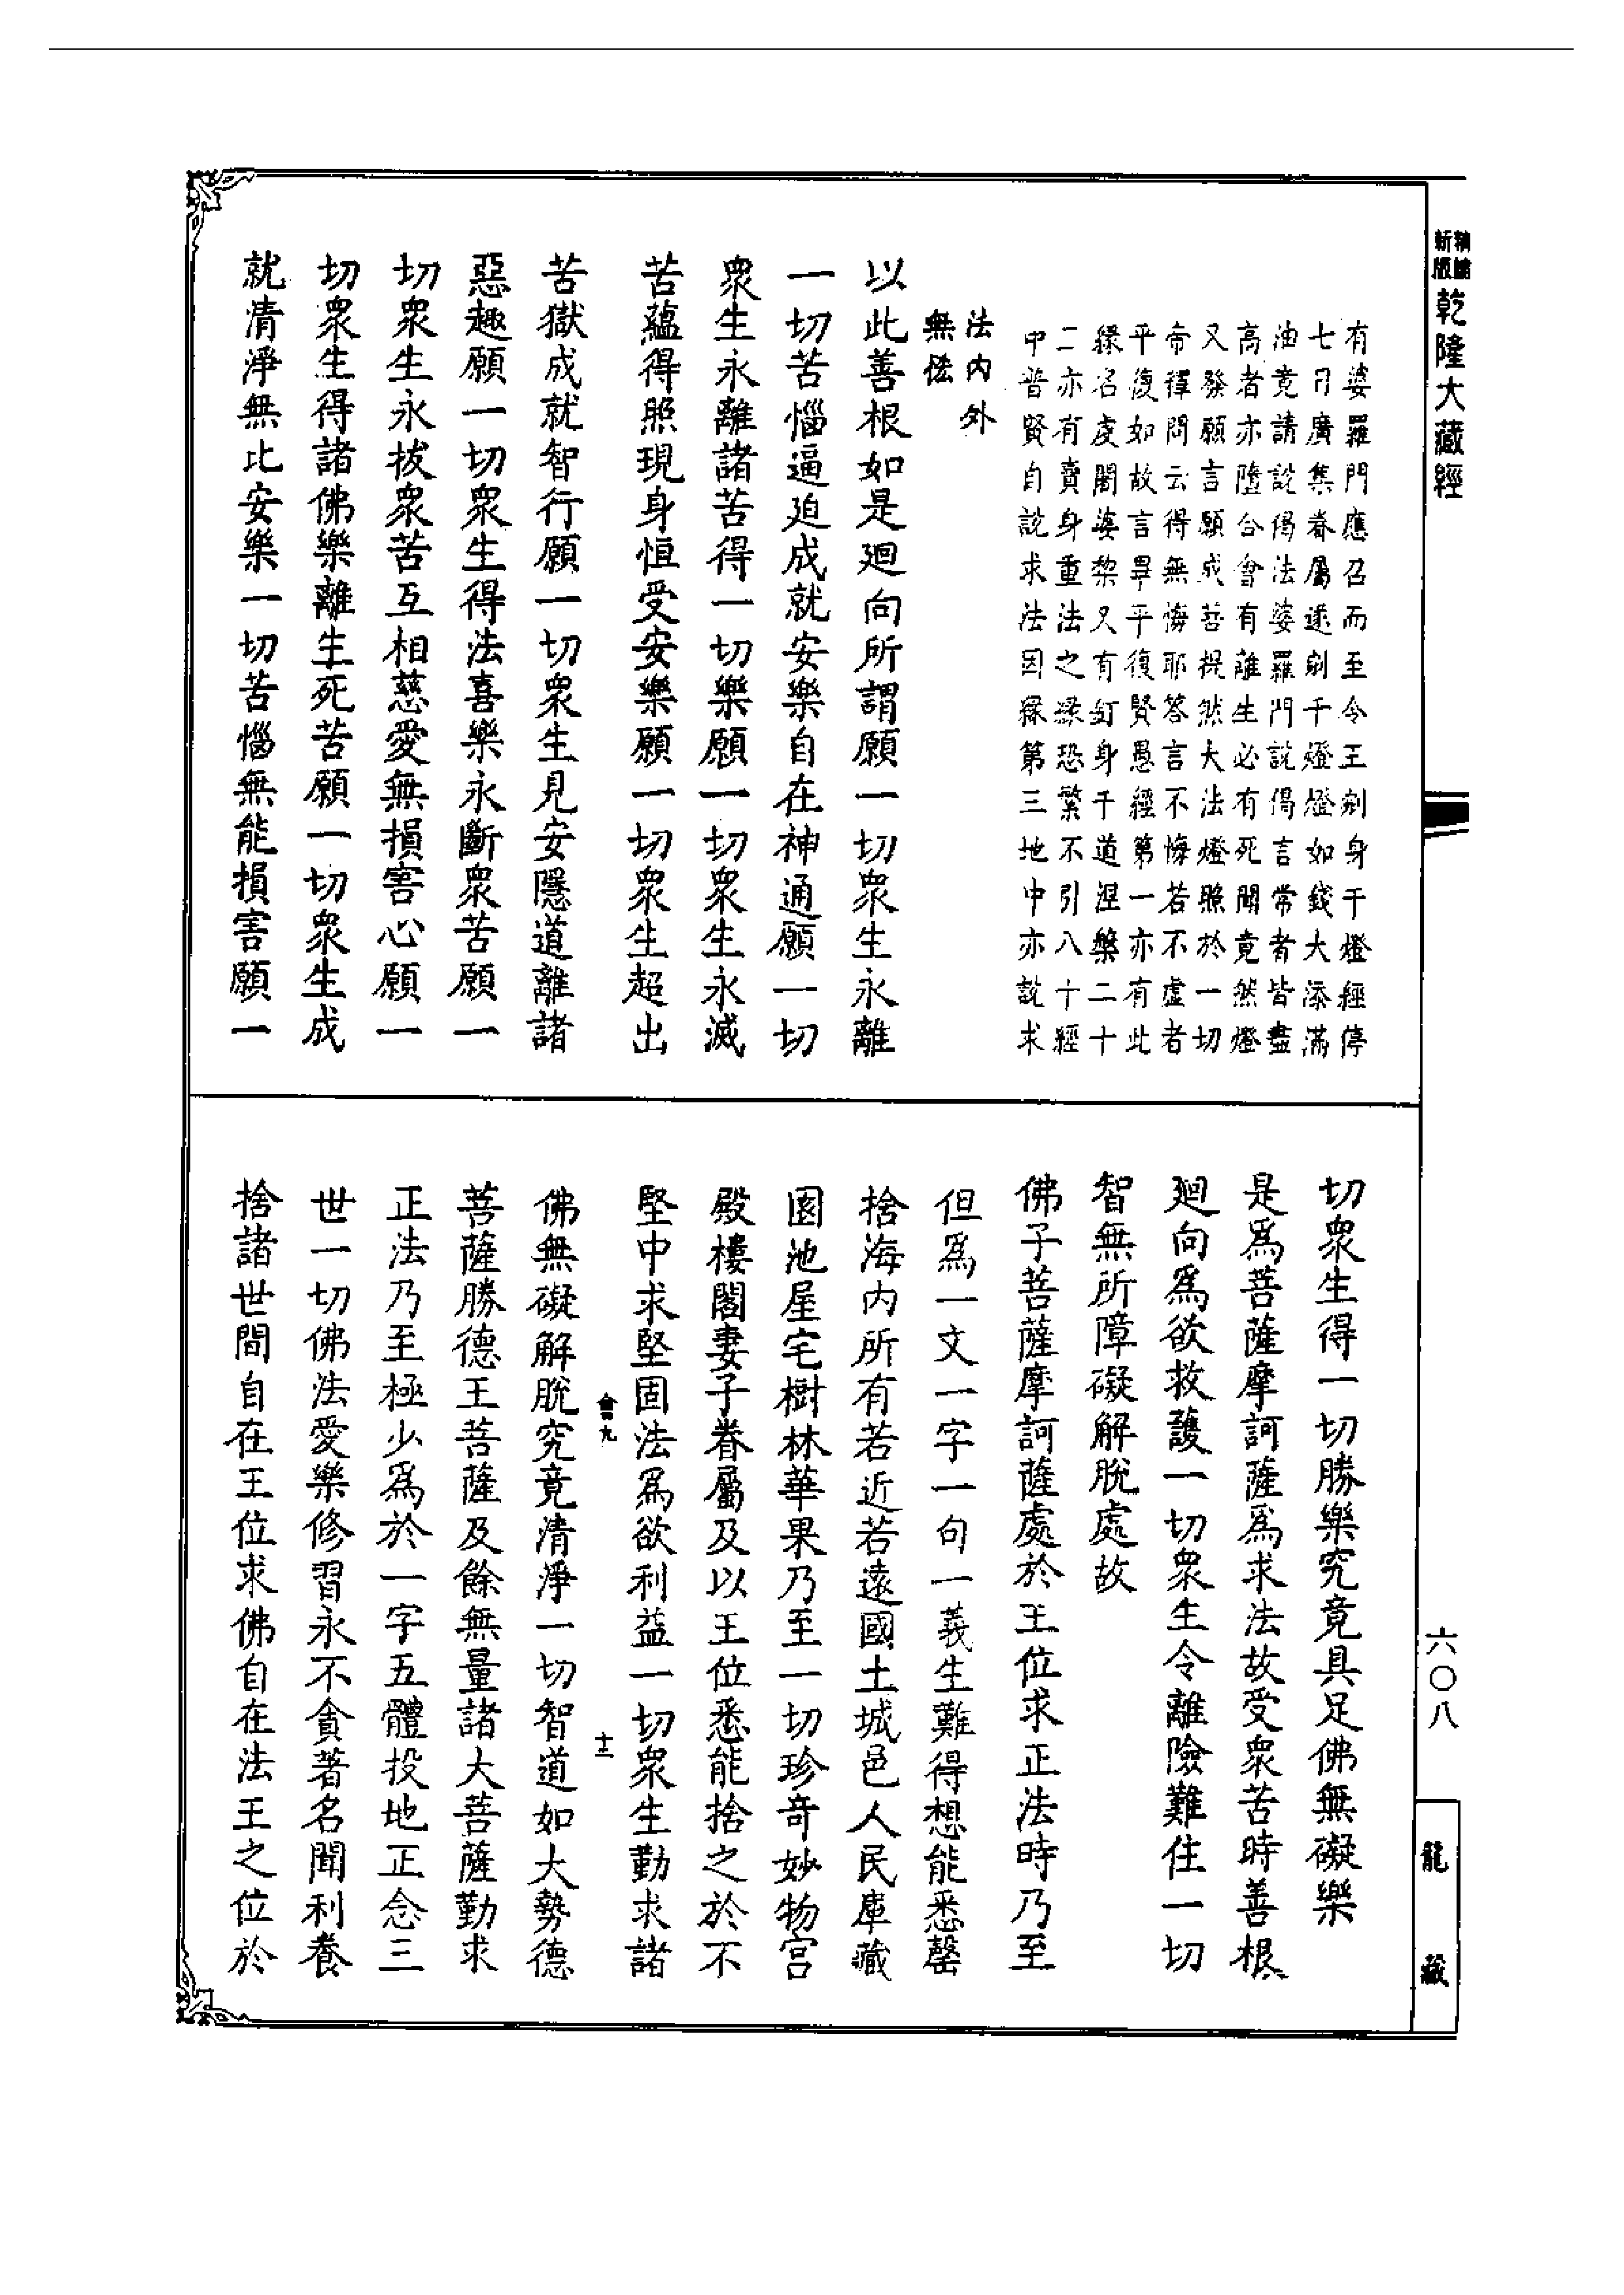 新版
精縮
乾隆大藏經
有婆羅門應召而至令王剜身千燈經停
七日廣集眷屬遂剜千燈燈如錢大添滿
油竟請說偈法婆羅門說偈言常者皆盡
高者亦墮合會有離生必有死聞竟然燈
又發願言願成菩提然大法燈照於一切
帝釋問云得無悔耶答言不悔若不虛者
平復如故言畢平復賢愚經第一亦有此
緣名虔闍婆黎又有釘身千道涅槃二十
二亦有賣身重法之緣恐繁不引八十經
中普賢自說求法因緣第三地中亦說求
法內外
無恡
以此善根如是迴向所謂願一切衆生永離
一切苦惱逼迫成就安樂自在神通願一切
衆生永離諸苦得一切樂願一切衆生永滅
苦蘊得照現身恒受安樂願一切衆生超出
苦獄成就智行願一切衆生見安隱道離諸
惡趣願一切衆生得法喜樂永斷衆苦願一
切衆生永拔衆苦互相慈愛無損害心願一
切衆生得諸佛樂離生死苦願一切衆生成
就清淨無比安樂一切苦惱無能損害願一
切衆生得一切勝樂究竟具足佛無礙樂
是爲菩薩摩訶薩爲求法故受衆苦時善根
迴向爲欲救護一切衆生令離險難住一切
智無所障礙解脫處故
佛子菩薩摩訶薩處於王位求正法時乃至
但爲一文一字一句一義生難得想能悉罄
捨海內所有若近若遠國土城邑人民庫藏
園池屋宅樹林華果乃至一切珍奇妙物宮
殿樓閣妻子眷屬及以王位悉能捨之於不
堅中求堅固法爲欲利益一切衆生勤求諸
會四九
十二
佛無礙解脫究竟清淨一切智道如大勢德
菩薩勝德王菩薩及餘無量諸大菩薩勤求
正法乃至極少爲於一字五體投地正念三
世一切佛法愛樂修習永不貪著名聞利養
捨諸世間自在王位求佛自在法王之位於
六〇八
龍藏